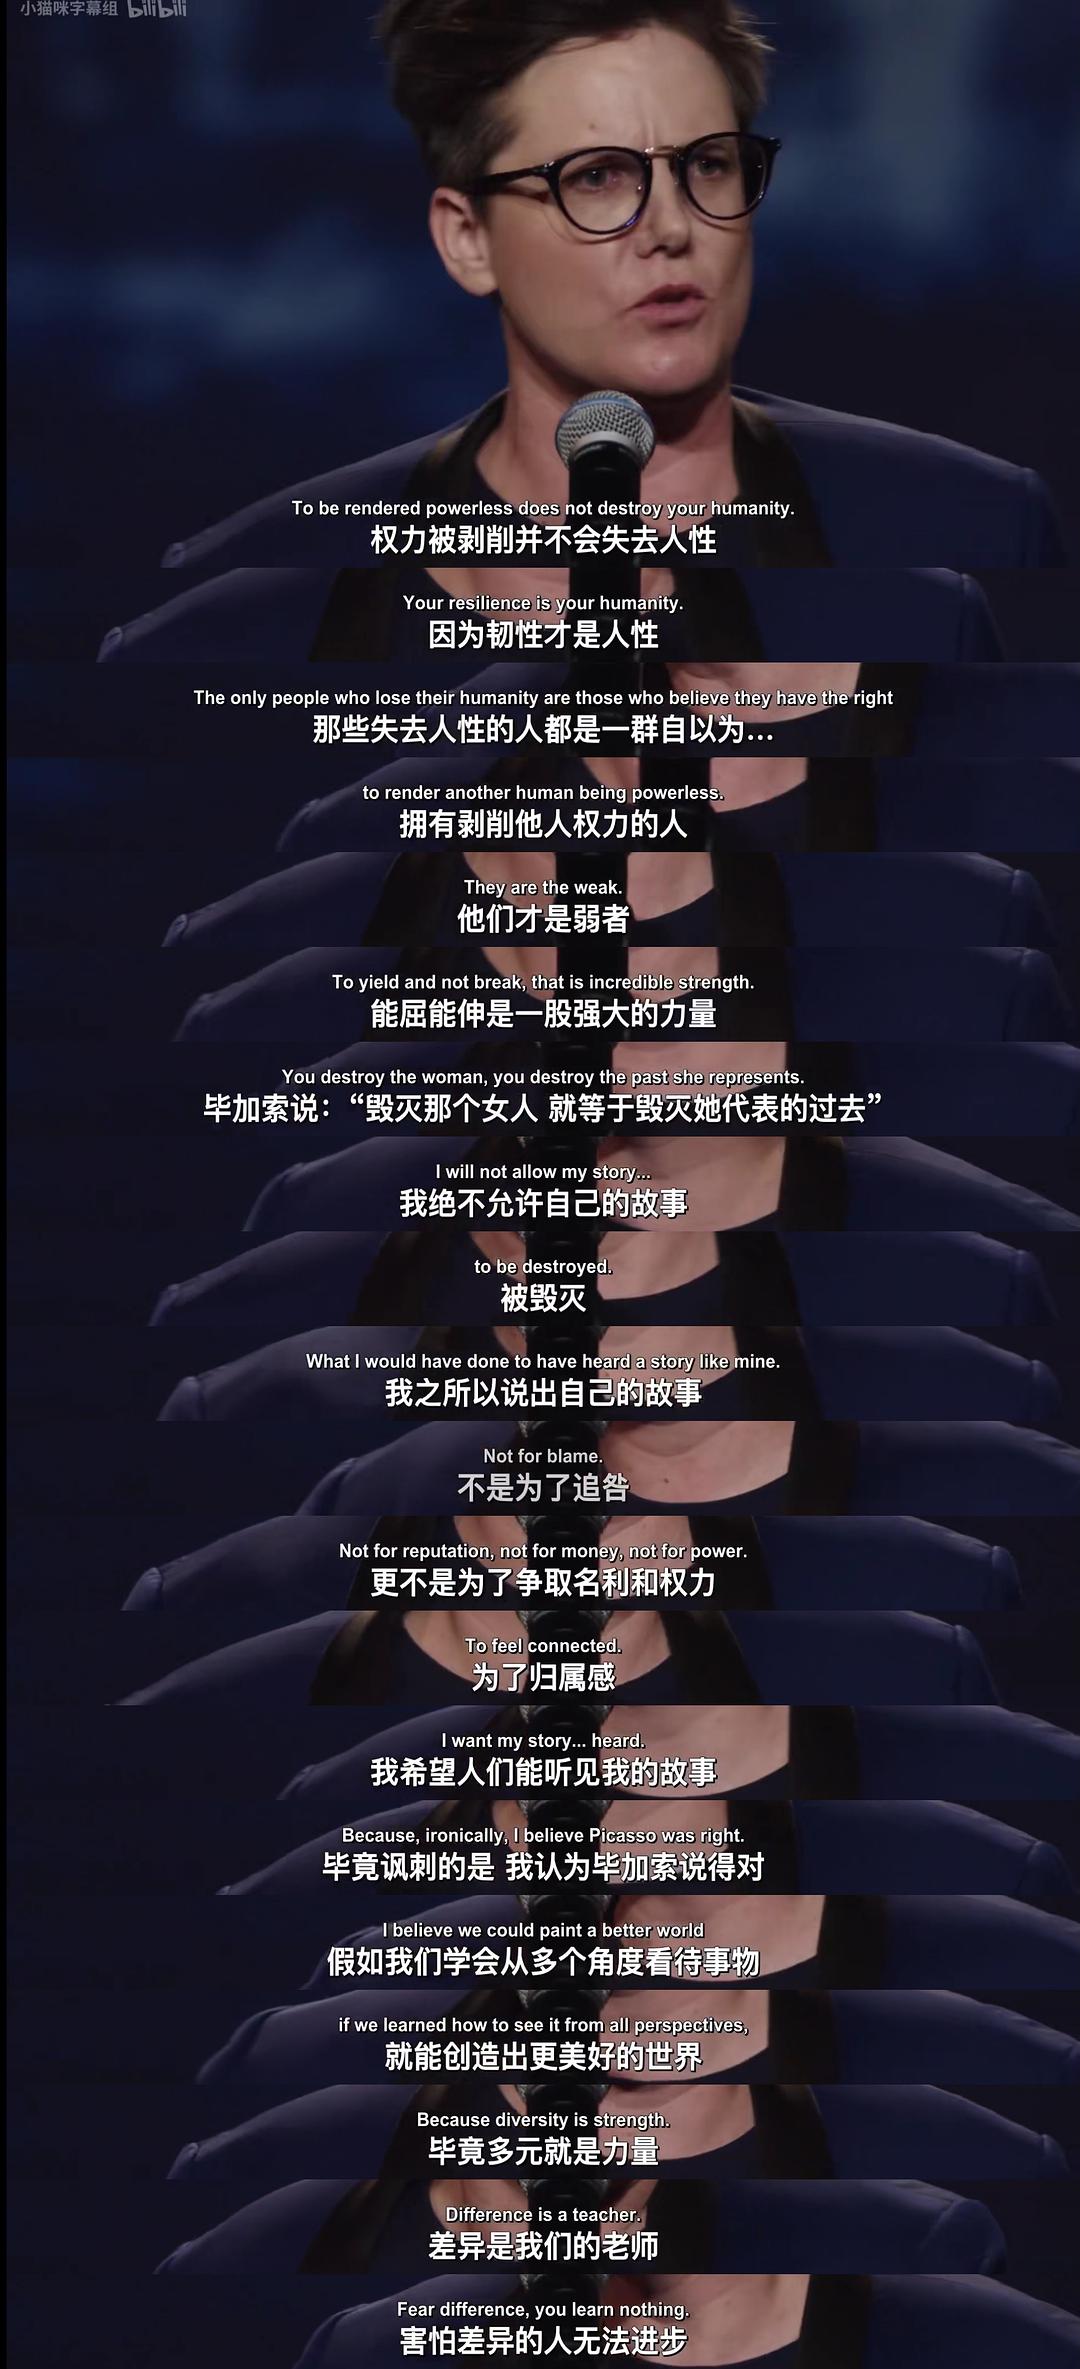 小猫咪字幕组 bilibili
To be rendered powerless does not destroy your humanity.
权力被剥削并不会失去人性
Your resilience is your humanity.
因为韧性才是人性
The only people who lose their humanity are those who believe they have the right
那些失去人性的人都是一群自以为...
to render another human being powerless.
拥有剥削他人权力的人
They are the weak.
他们才是弱者
To yield and not break, that is incredible strength.
能屈能伸是一股强大的力量
You destroy the woman, you destroy the past she represents.
毕加索说：“毁灭那个女人 就等于毁灭她代表的过去”
I will not allow my story...
我绝不允许自己的故事
to be destroyed.
被毁灭
What I would have done to have heard a story like mine.
我之所以说出自己的故事
Not for blame.
不是为了追咎
Not for reputation, not for money, not for power.
更不是为了争取名利和权力
To feel connected.
为了归属感
I want my story... heard.
我希望人们能听见我的故事
Because, ironically, I believe Picasso was right.
毕竟讽刺的是 我认为毕加索说得对
I believe we could paint a better world
假如我们学会从多个角度看待事物
if we learned how to see it from all perspectives,
就能创造出更美好的世界
Because diversity is strength.
毕竟多元就是力量
Difference is a teacher.
差异是我们的老师
Fear difference, you learn nothing.
害怕差异的人无法进步